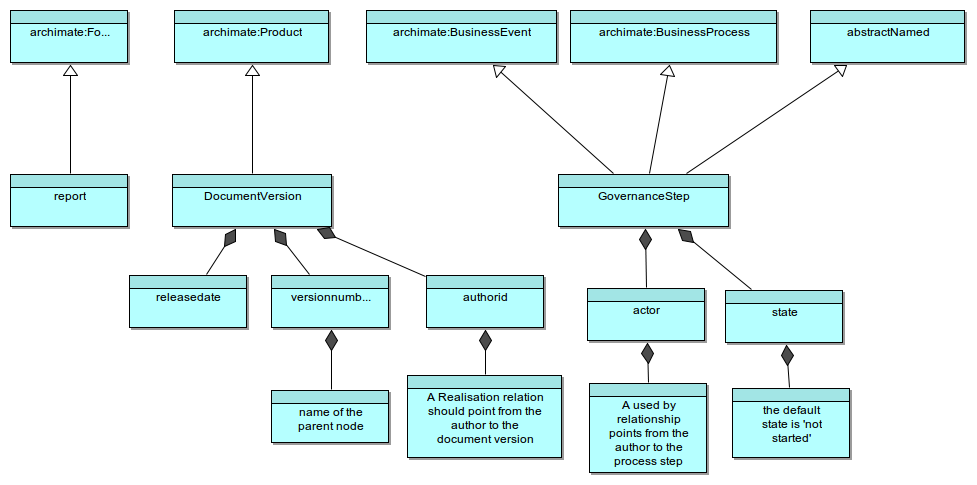 archimate:Fo...
archimate:Product
archimate:BusinessEvent
archimate:BusinessProcess
abstractNamed
report
DocumentVersion
GovernanceStep
releasedate
versionnumb...
authorid
actor
state
name of the
parent node
A Realisation relation
should point from the
author to the
document version
A used by
relationship
points from the
author to the
process step
the default
state is 'not
started'